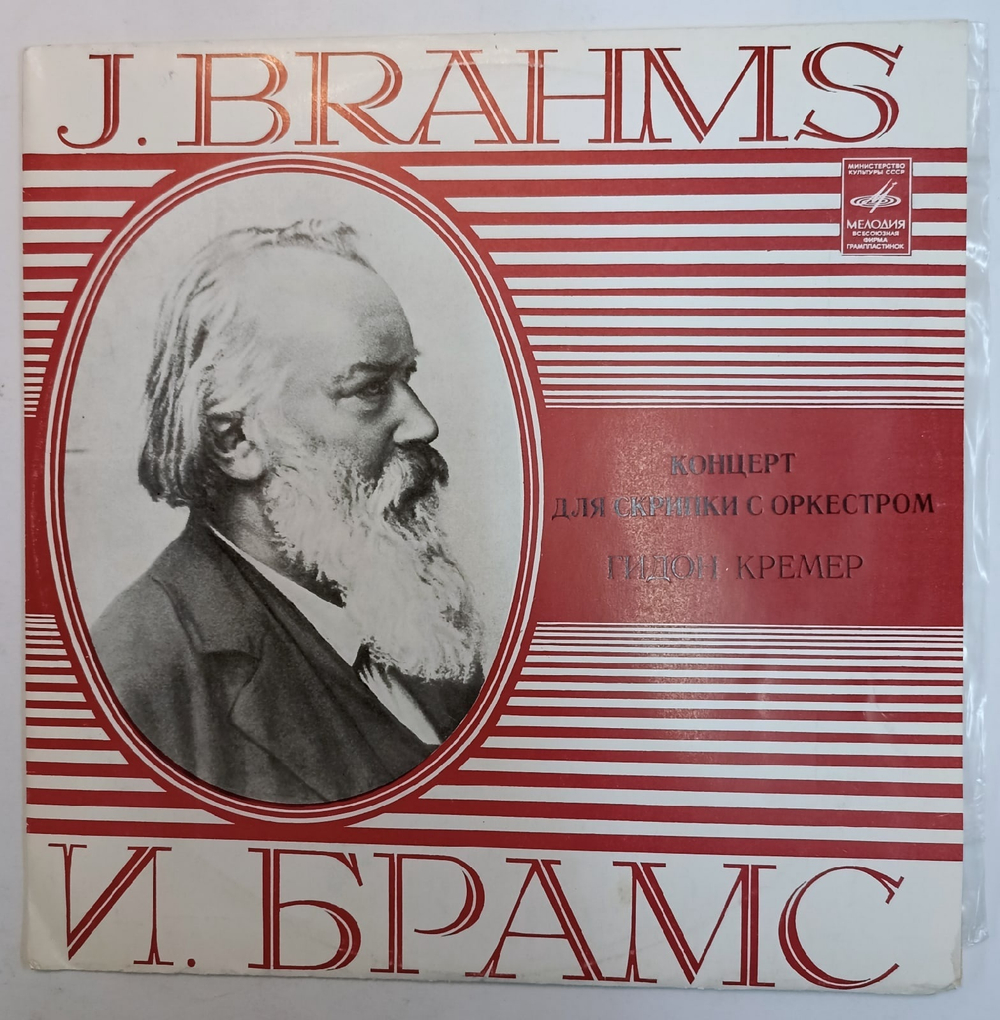 J. BRAHMS
МИНИСТЕРСТВО
КУЛЬТУРЫ СССР
МЕЛОДИЯ
ВСЕСОЮЗНАЯ
ФИРМА
ГРАМПЛАСТИНОК
КОНЦЕРТ
ДЛЯ СКРИПКИ С ОРКЕСТРОМ
ГИДОН КРЕМЕР
И. БРАМС